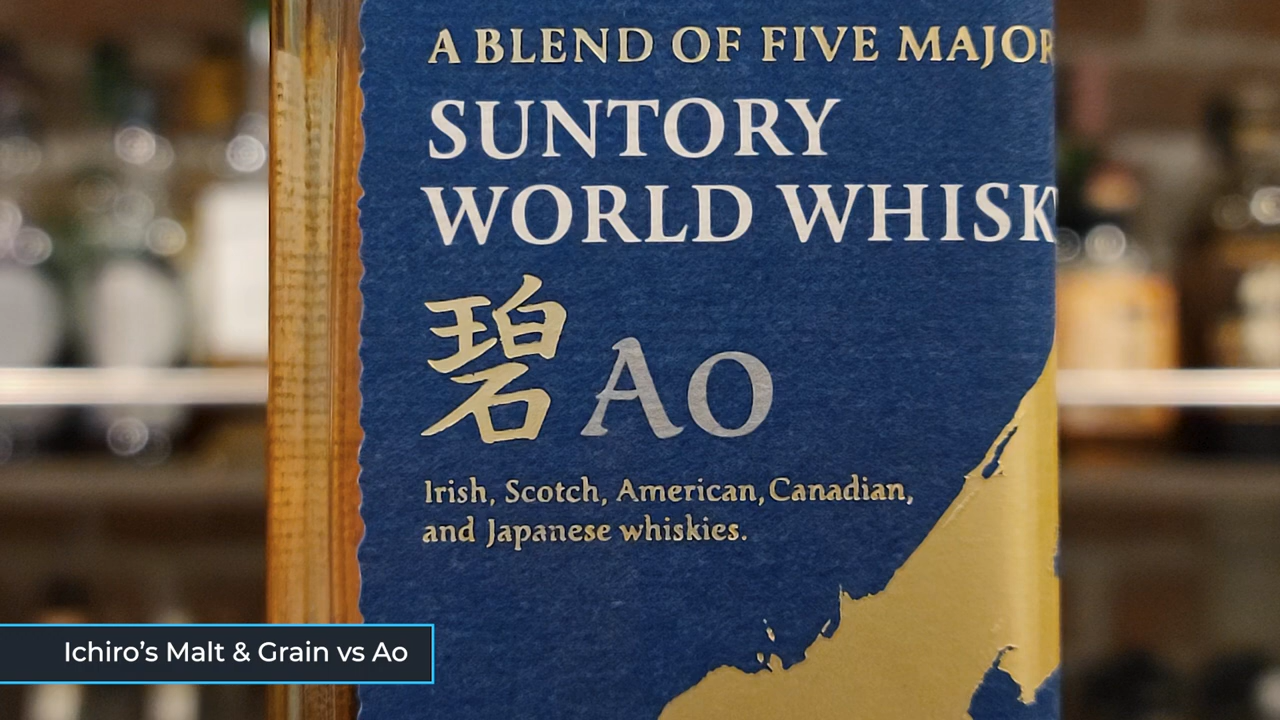 A BLEND OF FIVE MAJOR
SUNTORY
WORLD WHISKY
碧 Ao
Irish, Scotch, American, Canadian,
and Japanese whiskies.
Ichiro's Malt & Grain vs Ao